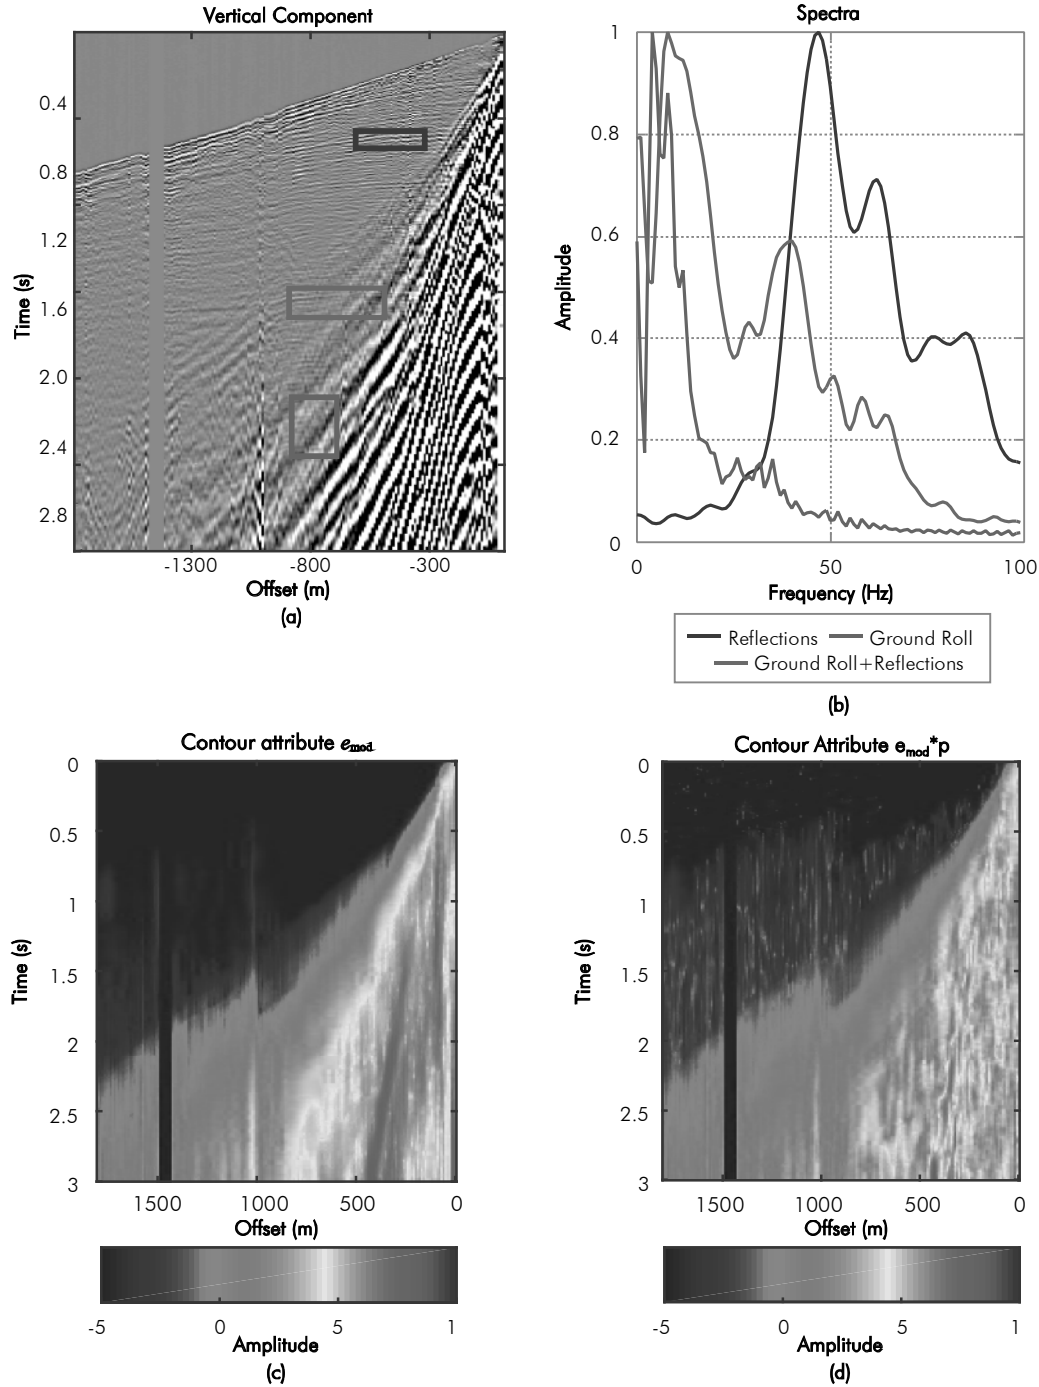 Vertical Component
0.4
0.8
1.2
1.6
2.0
2.4
2.8
Time (s)
-1300 -800 -300
Offset (m)
(a)
Spectra
1
0.8
0.6
0.4
0.2
0
Amplitude
0 50 100
Frequency (Hz)
Reflections Ground Roll
Ground Roll+Reflections
(b)
Contour attribute e_mod
0
0.5
1
1.5
2
2.5
3
Time (s)
1500 1000 500 0
Offset (m)
-5 0 5 1
Amplitude
(c)
Contour Attribute e_mod*p
0
0.5
1
1.5
2
2.5
3
Time (s)
1500 1000 500 0
Offset (m)
-5 0 5 1
Amplitude
(d)